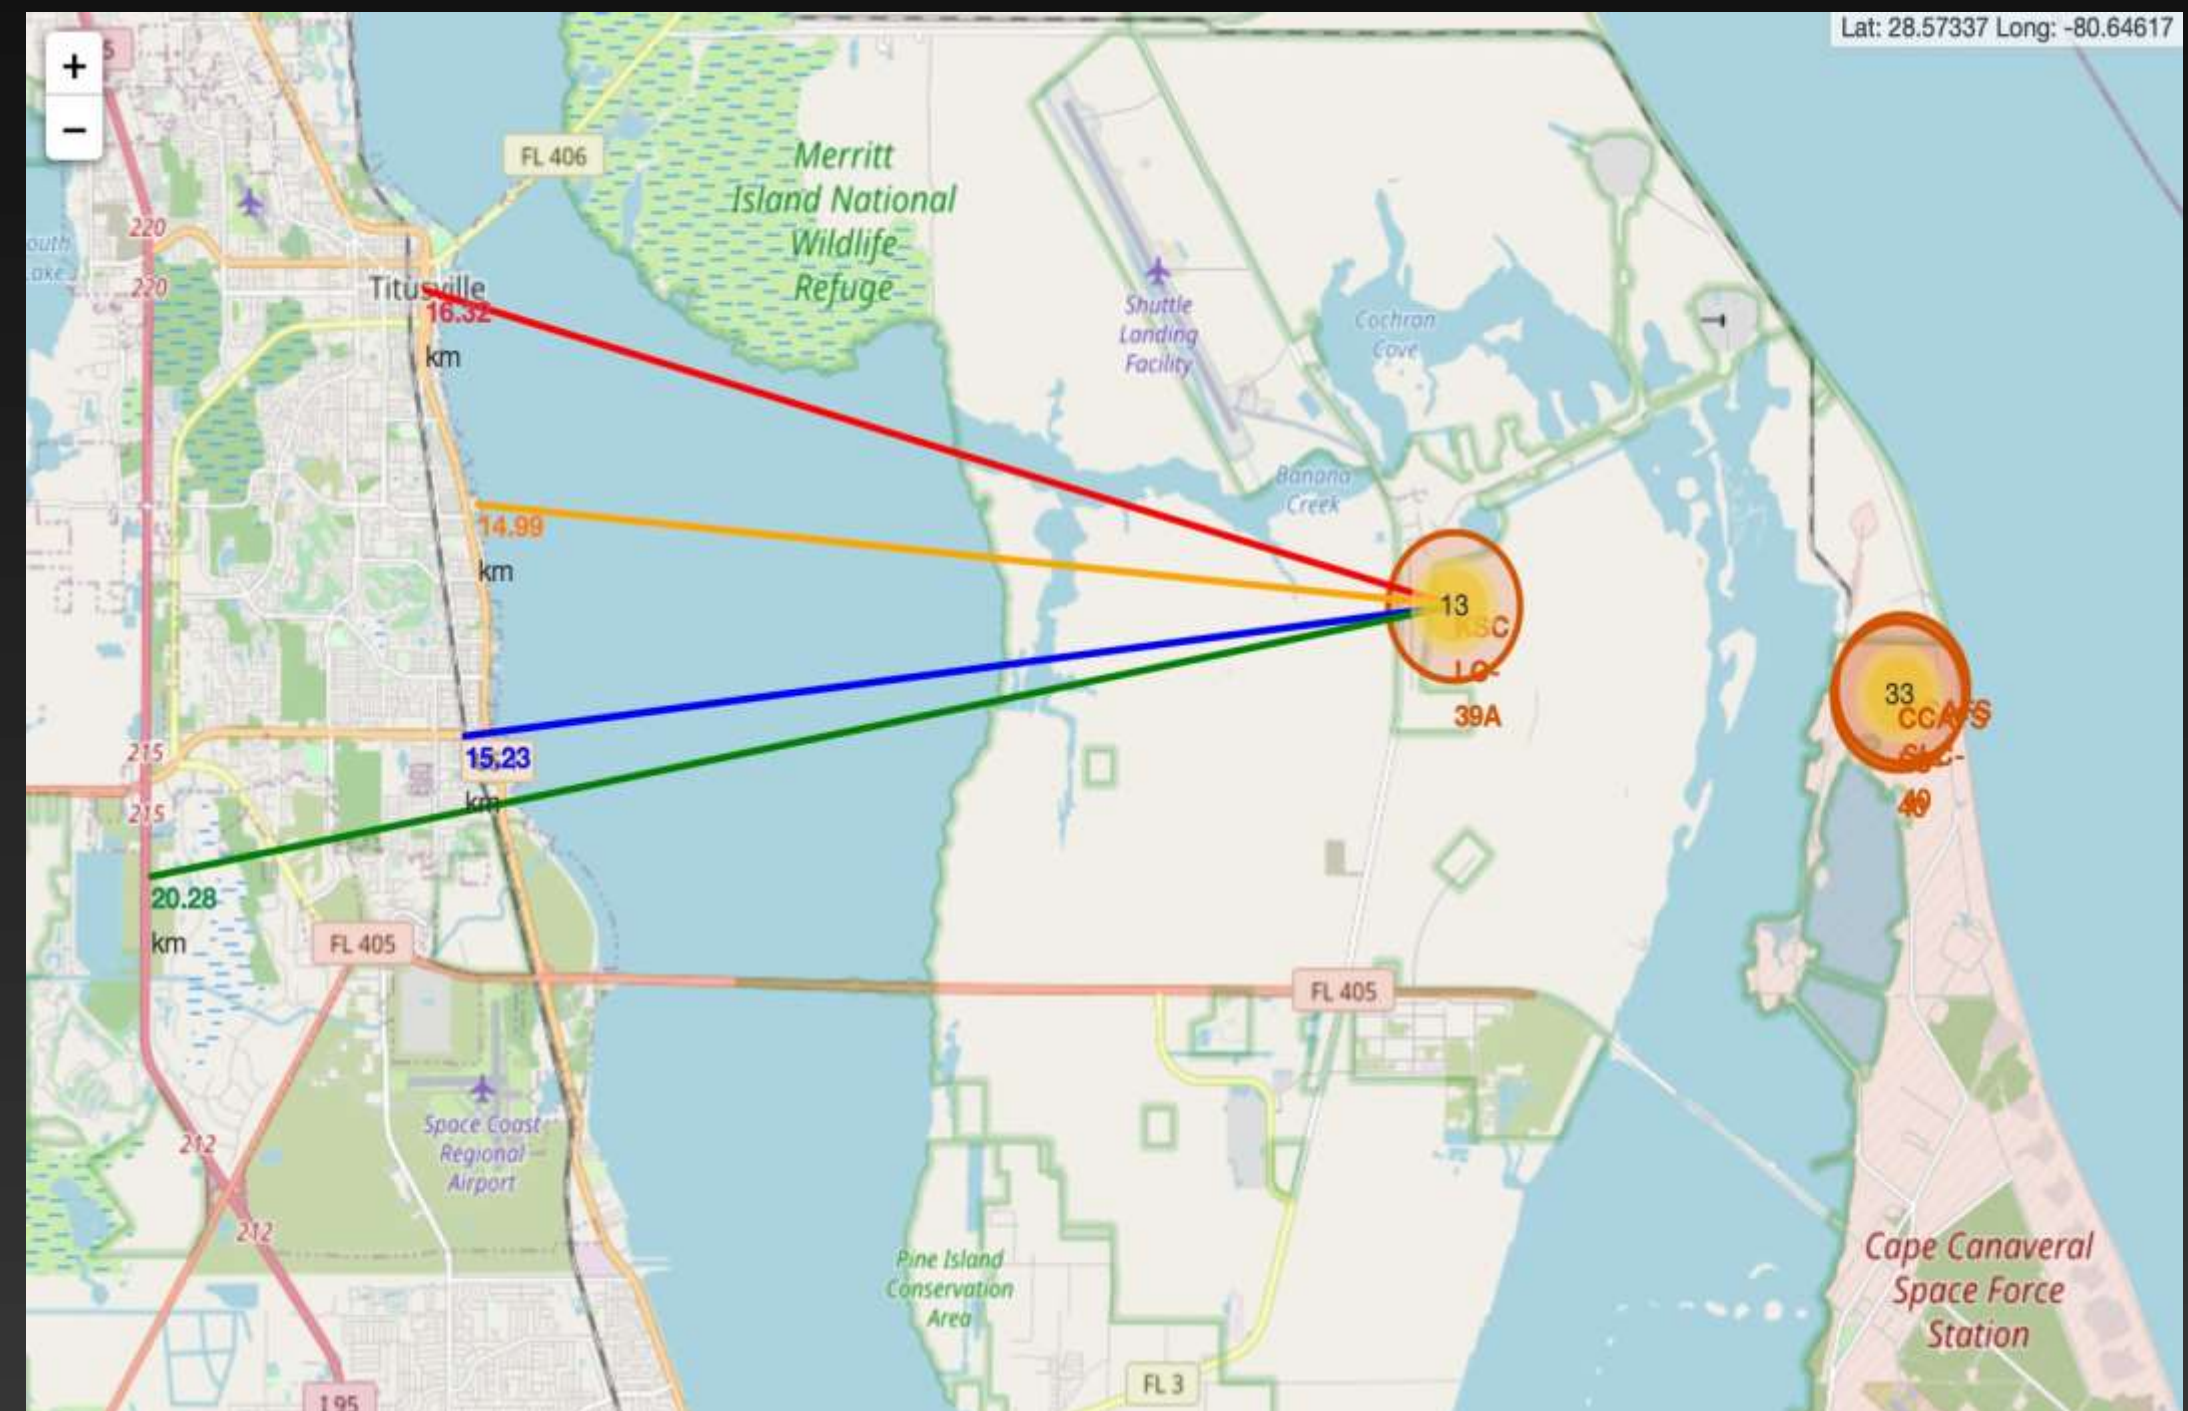 Lat: 28.57337 Long: -80.64617
+
−
5
FL 406
Merritt
Island National
Wildlife
Refuge
220
220
Titusville
16.32
km
Shuttle
Landing
Facility
Cochran
Cove
Banana
Creek
14.99
km
13
KSC
LC-
39A
33
15.23
km
215
215
20.28
km
FL 405
FL 405
Space Coast
Regional
Airport
212
212
Pine Island
Conservation
Area
Cape Canaveral
Space Force
Station
FL 3
I 95